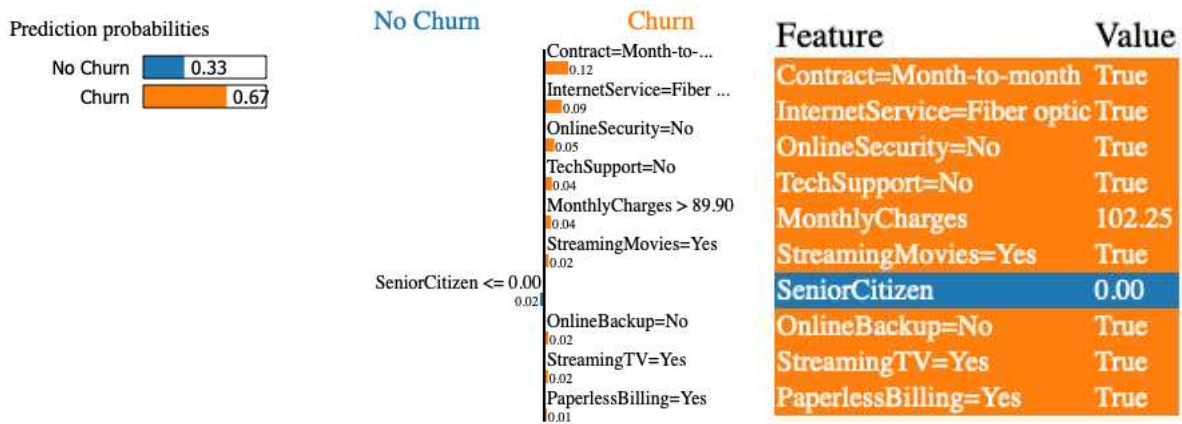 Prediction probabilities
No Churn 0.33
Churn 0.67
No Churn Churn
Contract=Month-to-...
0.12
InternetService=Fiber ...
0.09
OnlineSecurity=No
0.05
TechSupport=No
0.04
MonthlyCharges > 89.90
0.04
StreamingMovies=Yes
0.02
SeniorCitizen <= 0.00
0.02
OnlineBackup=No
0.02
StreamingTV=Yes
0.02
PaperlessBilling=Yes
0.01
Feature Value
Contract=Month-to-month True
InternetService=Fiber optic True
OnlineSecurity=No True
TechSupport=No True
MonthlyCharges 102.25
StreamingMovies=Yes True
SeniorCitizen 0.00
OnlineBackup=No True
StreamingTV=Yes True
PaperlessBilling=Yes True